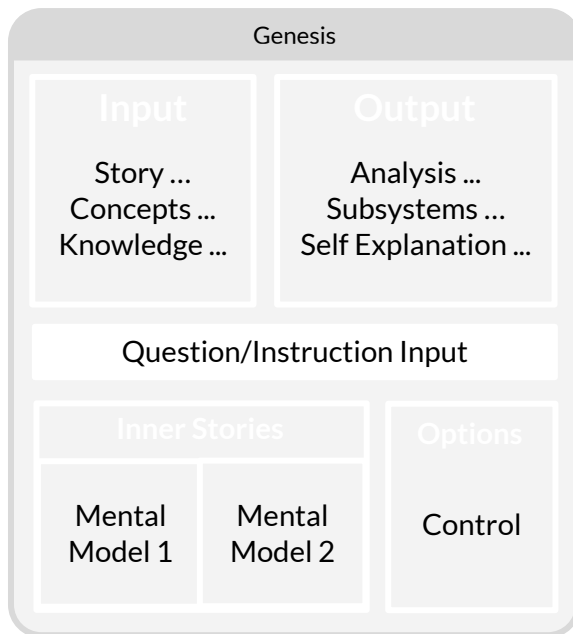 Genesis
Input
Story …
Concepts ...
Knowledge ...
Output
Analysis ...
Subsystems …
Self Explanation ...
Question/Instruction Input
Inner Stories
Mental
Model 1
Mental
Model 2
Options
Control